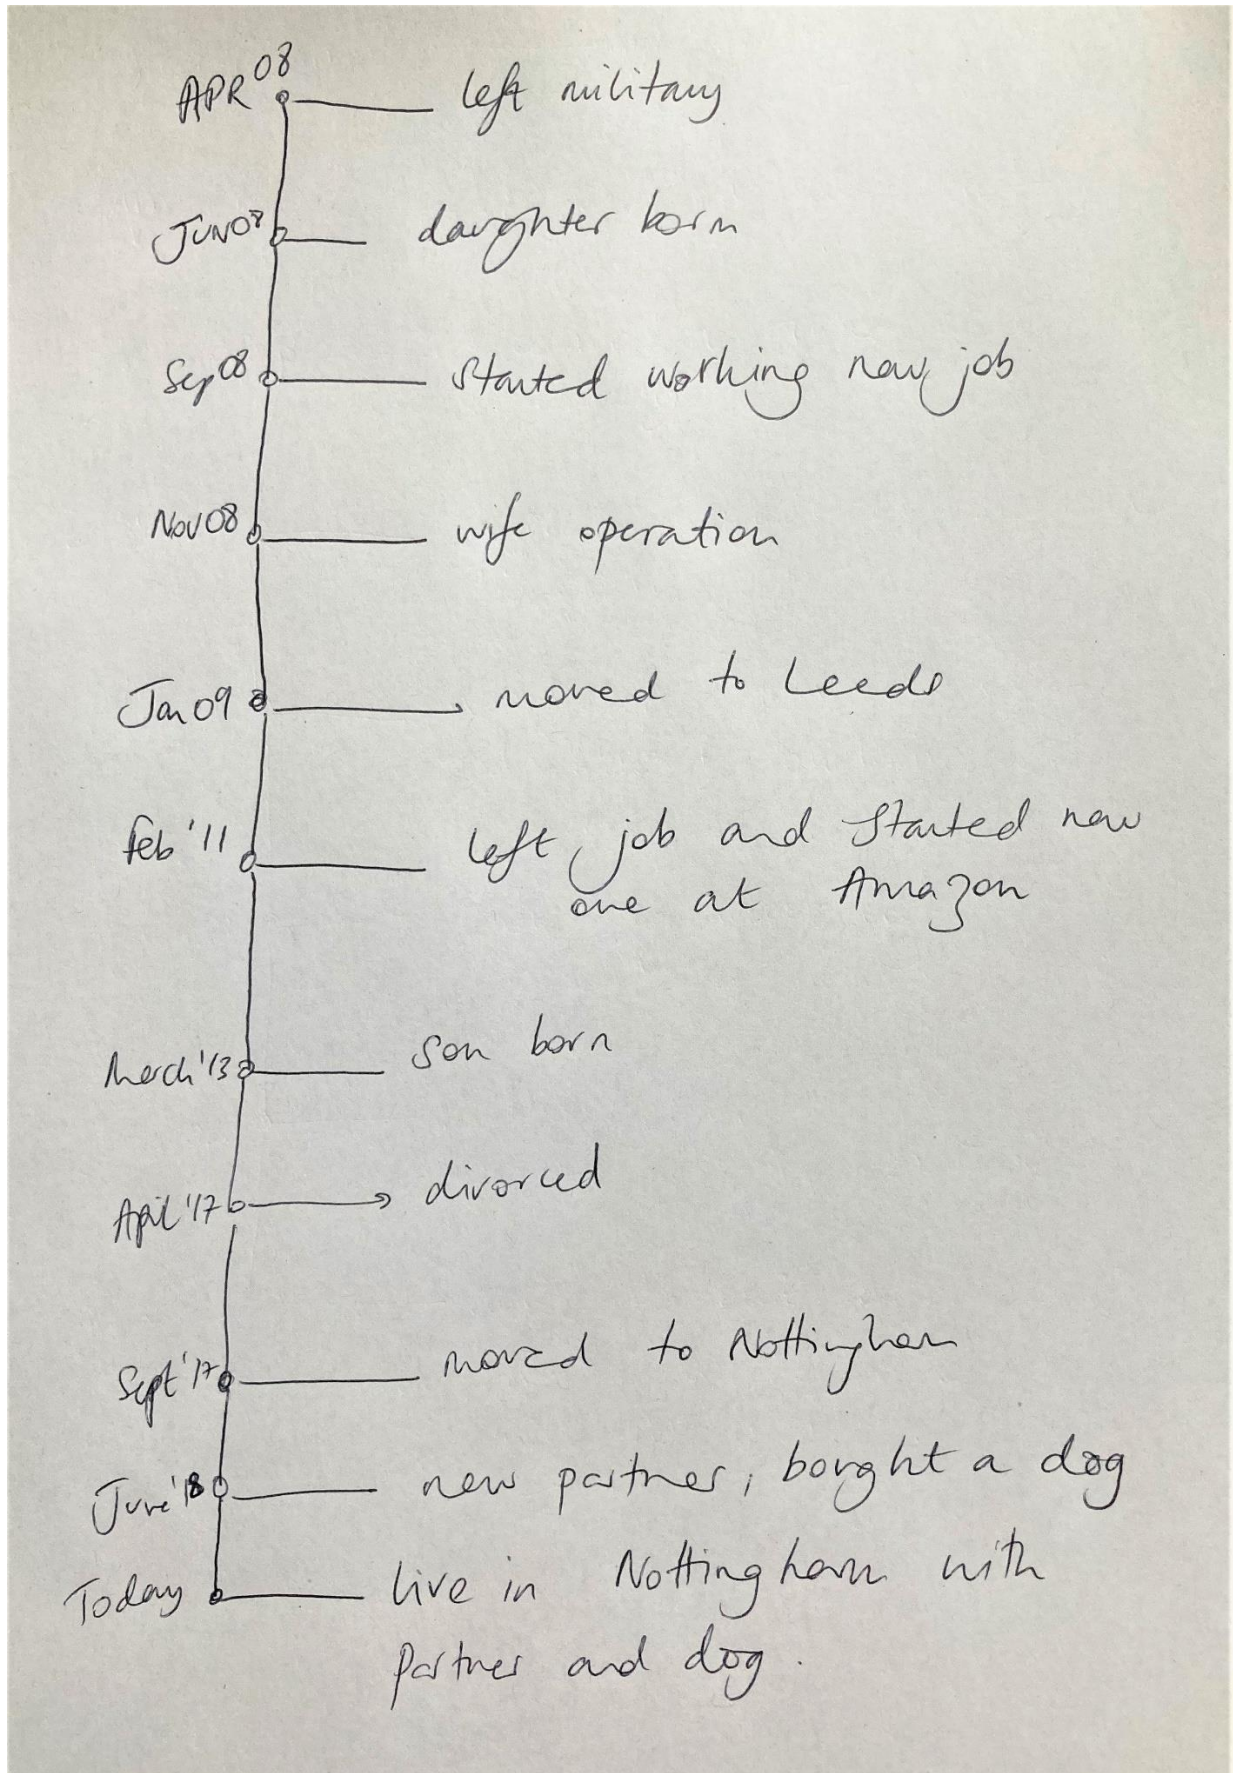 APR 08 left military
JUN 08 daughter born
Sep 08 Started working new job
Nov 08 wife operation
Jan 09 moved to Leeds
Feb '11 left job and started new
one at Amazon
March '13 son born
April '17 divorced
Sept '17 moved to Nottingham
June '18 new partner, bought a dog
Today live in Nottingham with
partner and dog.